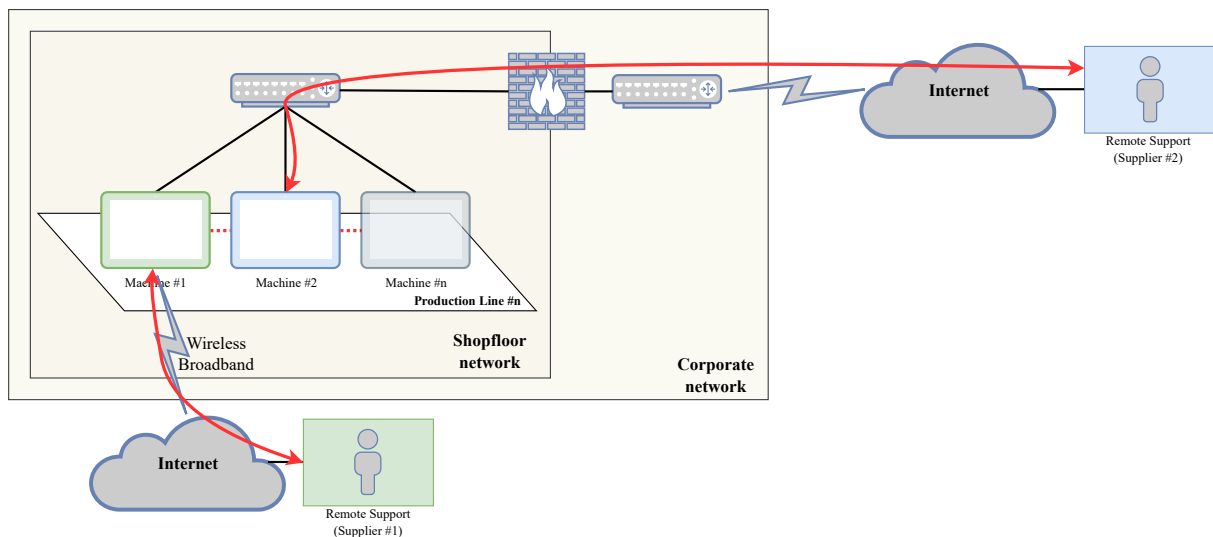 Internet
Remote Support
(Supplier #2)
Machine #1
Machine #2
Machine #n
Production Line #n
Wireless
Broadband
Shopfloor
network
Corporate
network
Internet
Remote Support
(Supplier #1)